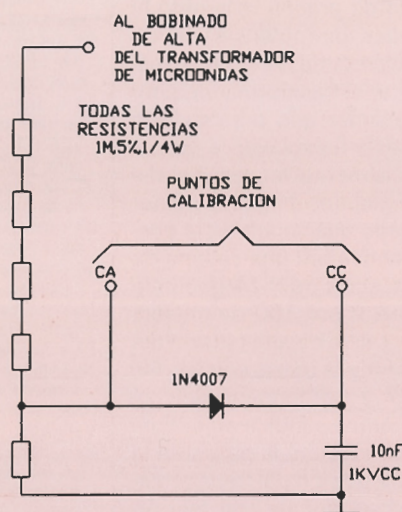 AL BOBINADO
DE ALTA
DEL TRANSFORMADOR
DE MICROONDAS
TODAS LAS
RESISTENCIAS
1M,5%,1/4W
PUNTOS DE
CALIBRACION
CA
CC
1N4007
10nF
1KVCC